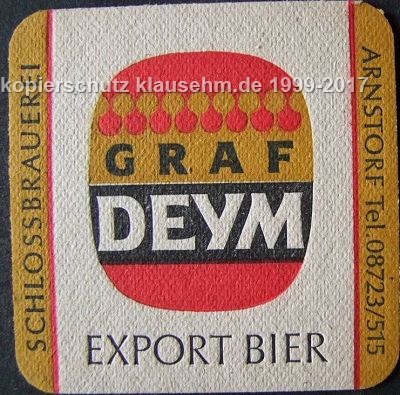 kopierschutz klausehm.de 1999-2017
SCHLOSSBRAUEREI
GRAF
DEYM
EXPORT BIER
ARNSTORF Tel.08723/515